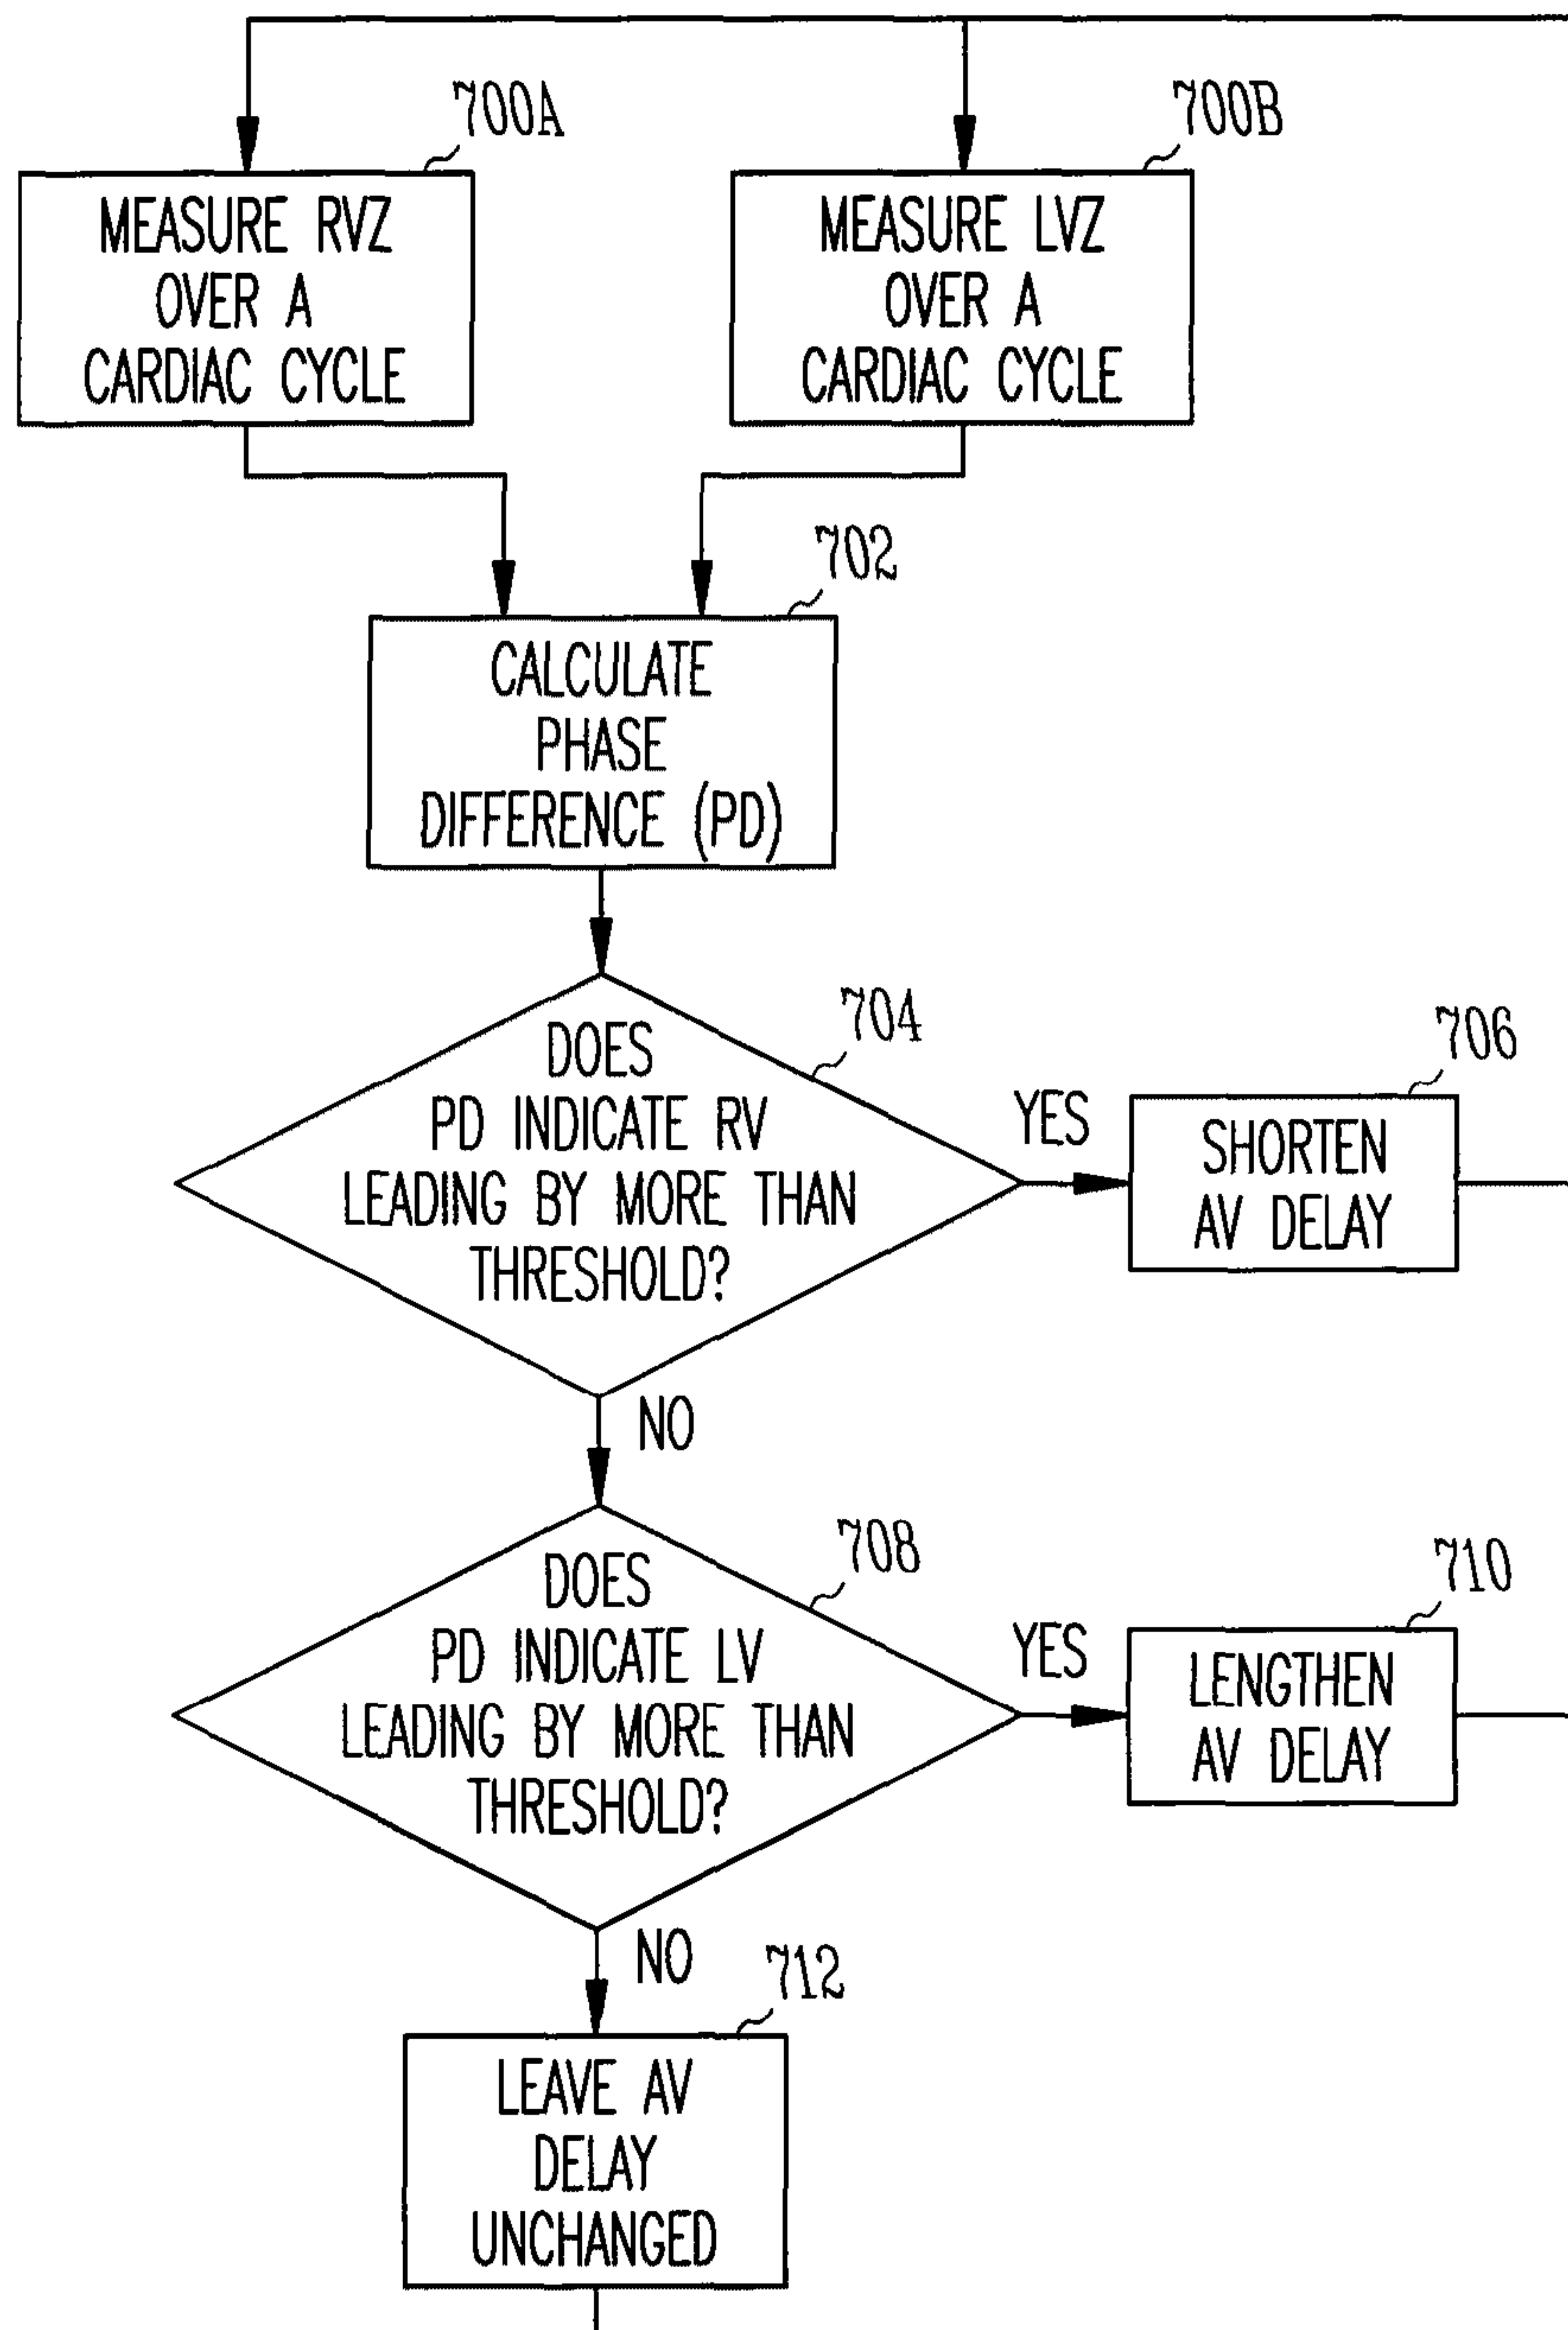 700A
700B
MEASURE RVZ
OVER A
CARDIAC CYCLE
MEASURE LVZ
OVER A
CARDIAC CYCLE
702
CALCULATE
PHASE
DIFFERENCE (PD)
704
DOES
PD INDICATE RV
LEADING BY MORE THAN
THRESHOLD?
YES
706
SHORTEN
AV DELAY
NO
708
DOES
PD INDICATE LV
LEADING BY MORE THAN
THRESHOLD?
YES
710
LENGTHEN
AV DELAY
NO
712
LEAVE AV
DELAY
UNCHANGED